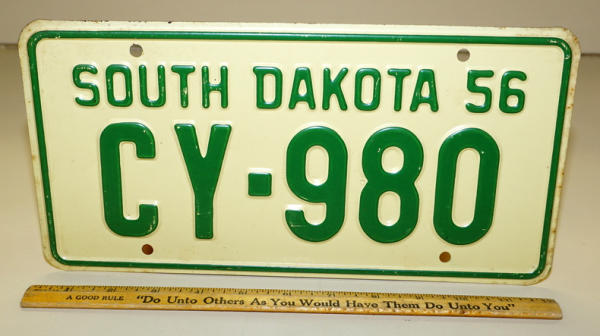 SOUTH DAKOTA 56
CY-980
A GOOD RULE "Do Unto Others As You Would Have Them Do Unto You"